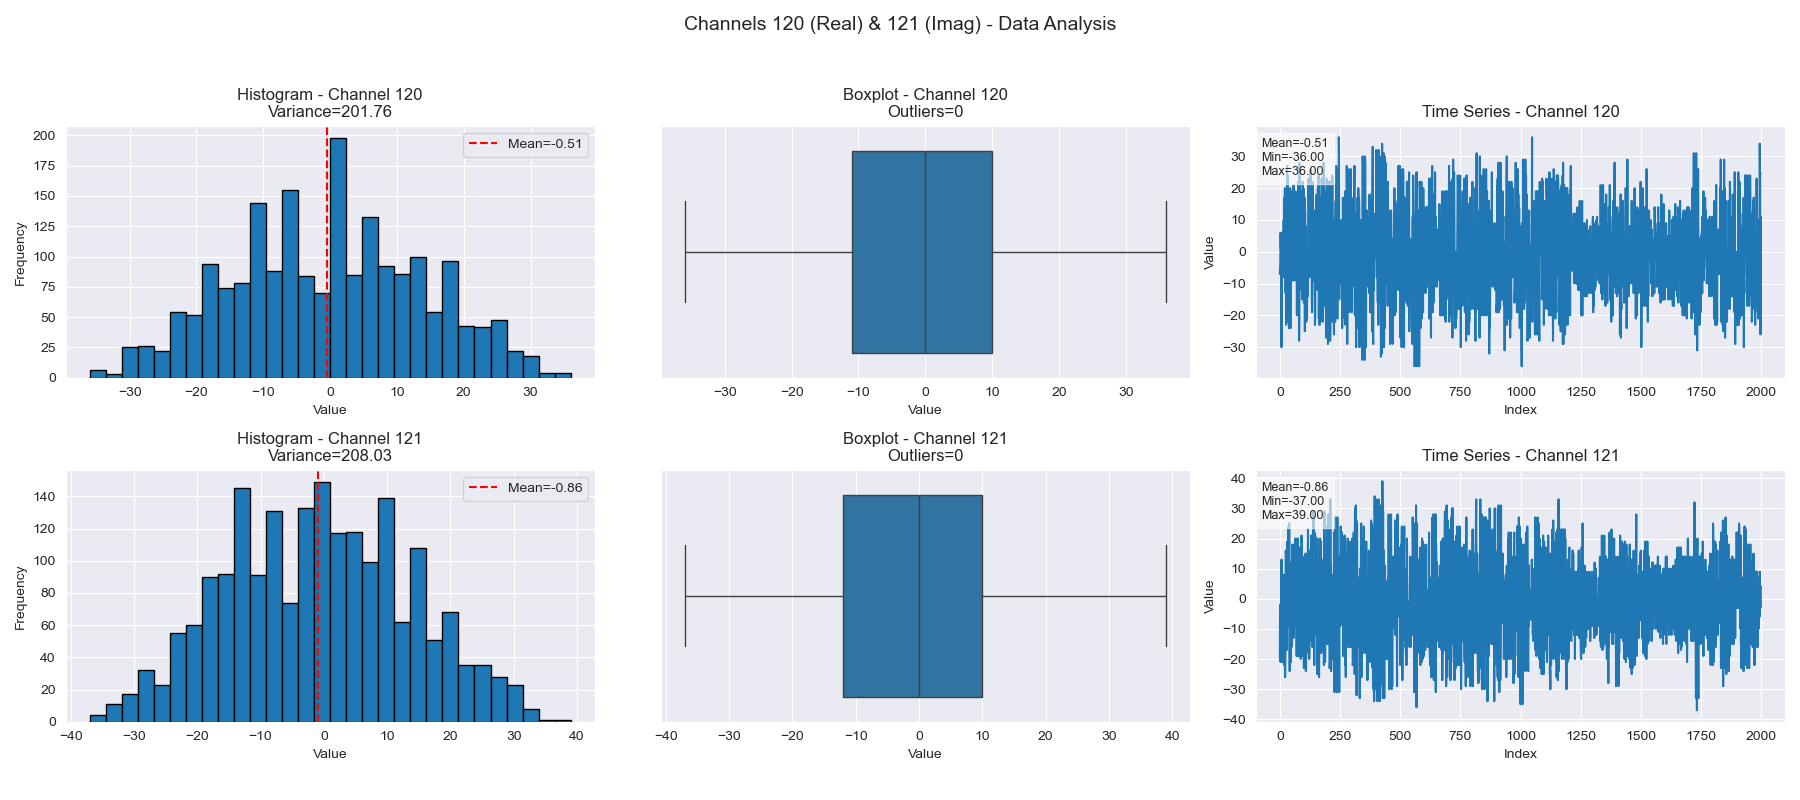 Channels 120 (Real) & 121 (Imag) - Data Analysis
Histogram - Channel 120
Variance=201.76
Mean=-0.51
Frequency
200
175
150
125
100
75
50
25
0
−30 −20 −10 0 10 20 30
Value
Boxplot - Channel 120
Outliers=0
−30 −20 −10 0 10 20 30
Value
Time Series - Channel 120
Mean=-0.51
Min=-36.00
Max=36.00
Value
30
20
10
0
−10
−20
−30
0 250 500 750 1000 1250 1500 1750 2000
Index
Histogram - Channel 121
Variance=208.03
Mean=-0.86
Frequency
140
120
100
80
60
40
20
0
−40 −30 −20 −10 0 10 20 30 40
Value
Boxplot - Channel 121
Outliers=0
−40 −30 −20 −10 0 10 20 30 40
Value
Time Series - Channel 121
Mean=-0.86
Min=-37.00
Max=39.00
Value
40
30
20
10
0
−10
−20
−30
−40
0 250 500 750 1000 1250 1500 1750 2000
Index